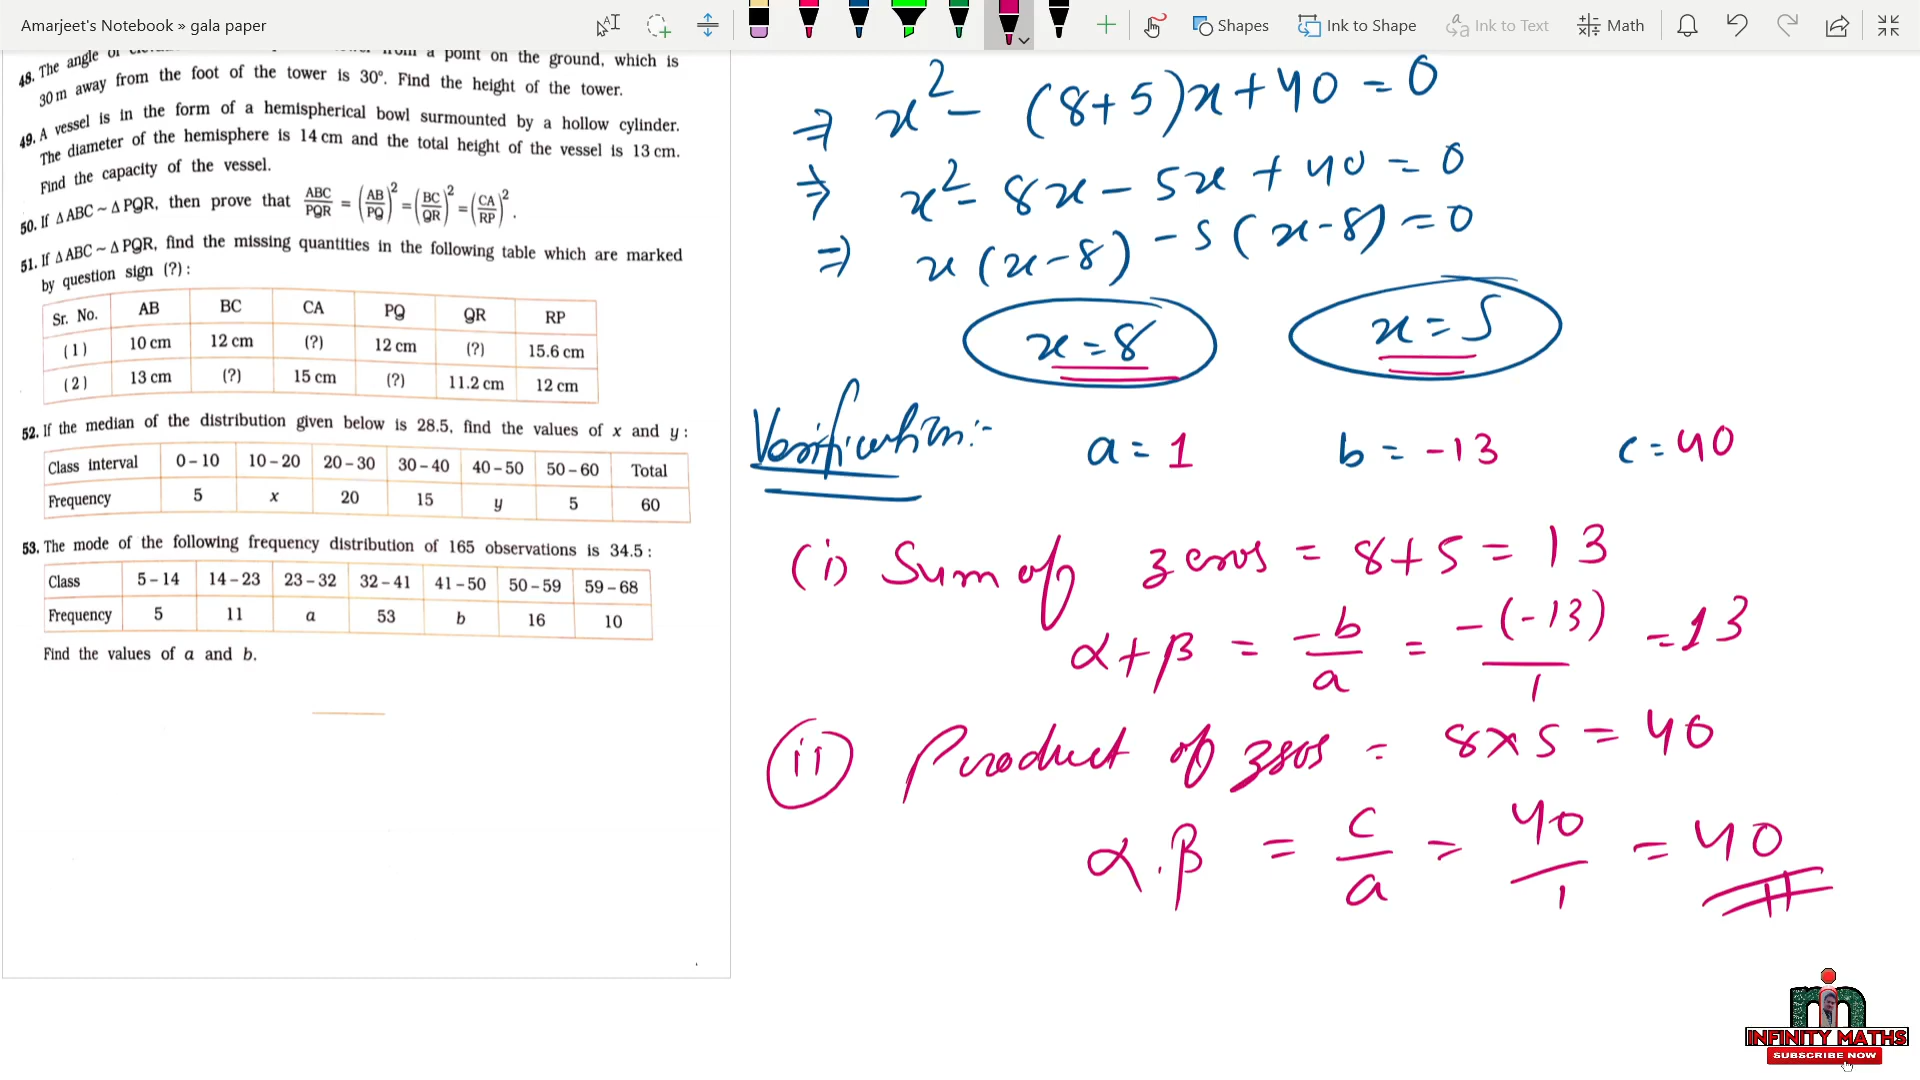 Amarjeet's Notebook » gala paper
Shapes
Ink to Shape
Ink to Text
Math
48. The angle of from a point on the ground, which is
30 m away from the foot of the tower is 30°. Find the height of the tower.
49. A vessel is in the form of a hemispherical bowl surmounted by a hollow cylinder.
The diameter of the hemisphere is 14 cm and the total height of the vessel is 13 cm.
Find the capacity of the vessel.
50. If Δ ABC ~ Δ PQR, then prove that ABC/PQR = (AB/PQ)² = (BC/QR)² = (CA/RP)².
51. If Δ ABC ~ Δ PQR, find the missing quantities in the following table which are marked
by question sign (?) :
Sr. No. AB BC CA PQ QR RP
(1) 10 cm 12 cm (?) 12 cm (?) 15.6 cm
(2) 13 cm (?) 15 cm (?) 11.2 cm 12 cm
52. If the median of the distribution given below is 28.5, find the values of x and y :
Class interval 0 – 10 10 – 20 20 – 30 30 – 40 40 – 50 50 – 60 Total
Frequency 5 x 20 15 y 5 60
53. The mode of the following frequency distribution of 165 observations is 34.5 :
Class 5 – 14 14 – 23 23 – 32 32 – 41 41 – 50 50 – 59 59 – 68
Frequency 5 11 a 53 b 16 10
Find the values of a and b.
⇒ x² – (8+5)x + 40 = 0
⇒ x² – 8x – 5x + 40 = 0
⇒ x (x – 8) – 5 (x – 8) = 0
x = 8 x = 5
Verification:- a = 1 b = -13 c = 40
(i) Sum of zeros = 8 + 5 = 13
α + β = -b/a = -(-13)/1 = 13
(ii) Product of zeros = 8 × 5 = 40
α . β = c/a = 40/1 = 40
INFINITY MATHS
SUBSCRIBE NOW